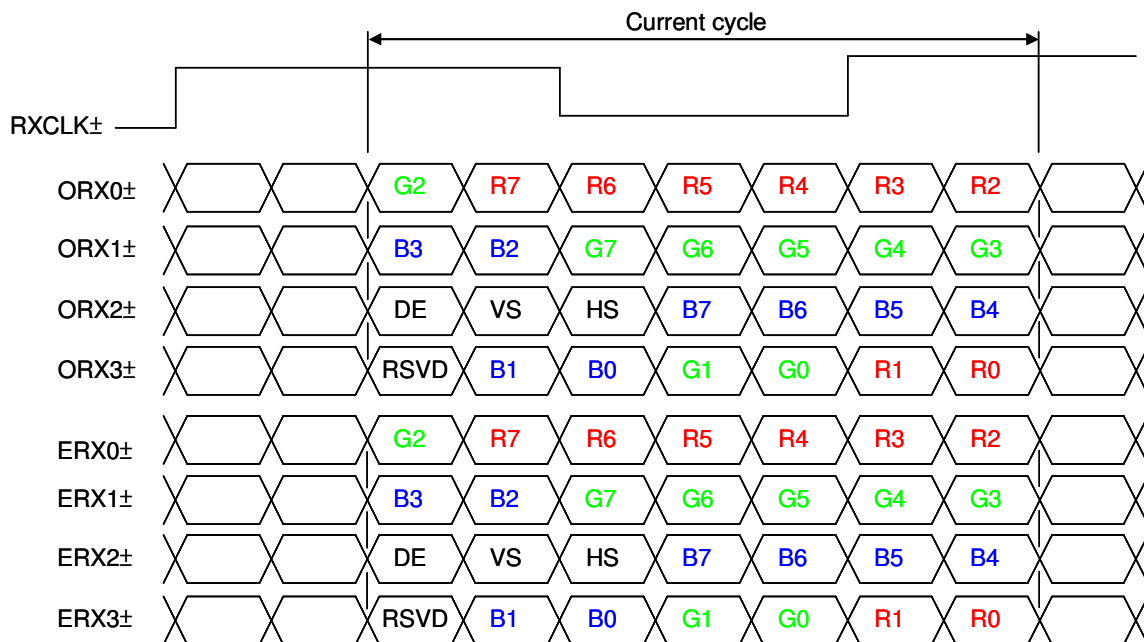 Current cycle
RXCLK±
ORX0± G2 R7 R6 R5 R4 R3 R2
ORX1± B3 B2 G7 G6 G5 G4 G3
ORX2± DE VS HS B7 B6 B5 B4
ORX3± RSVD B1 B0 G1 G0 R1 R0
ERX0± G2 R7 R6 R5 R4 R3 R2
ERX1± B3 B2 G7 G6 G5 G4 G3
ERX2± DE VS HS B7 B6 B5 B4
ERX3± RSVD B1 B0 G1 G0 R1 R0